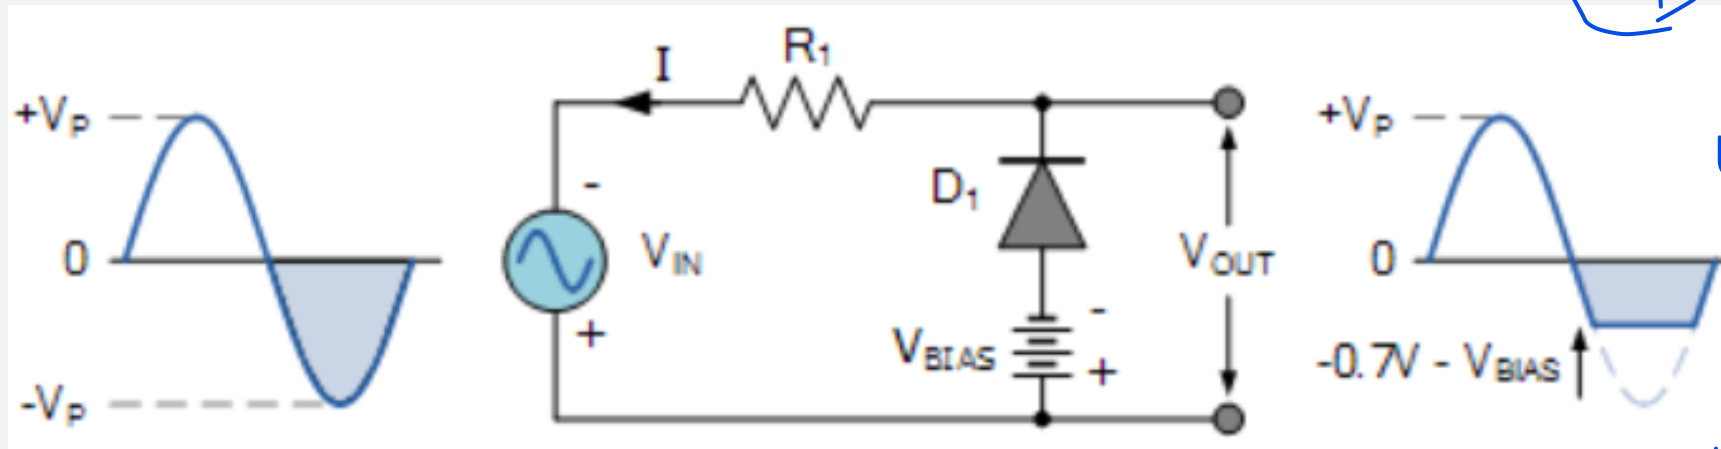 +VP
0
-VP
I
R1
-
VIN
+
D1
VBIAS
-
+
VOUT
+VP
0
-0.7V - VBIAS